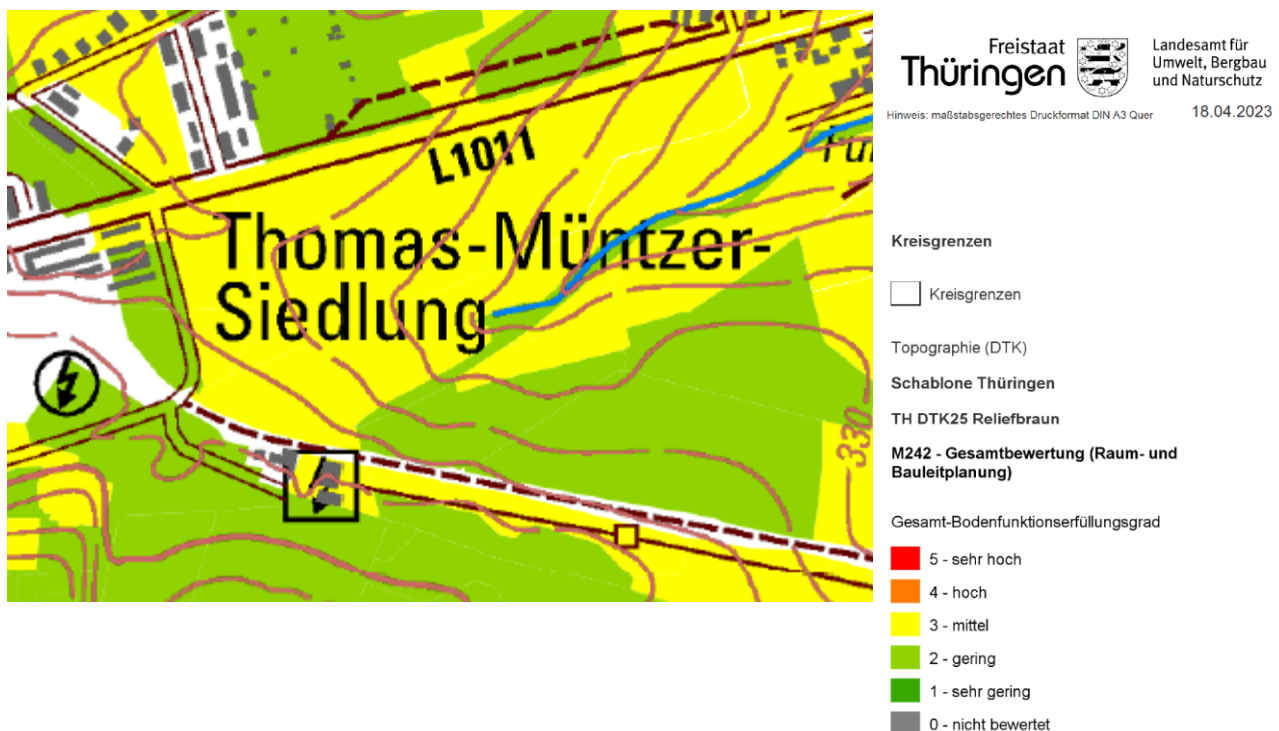 L1011
Thomas-Müntzer-
Siedlung
330
Freistaat
Thüringen
Landesamt für
Umwelt, Bergbau
und Naturschutz
Hinweis: maßstabsgerechtes Druckformat DIN A3 Quer
18.04.2023
Kreisgrenzen
Kreisgrenzen
Topographie (DTK)
Schablone Thüringen
TH DTK25 Reliefbraun
M242 - Gesamtbewertung (Raum- und
Bauleitplanung)
Gesamt-Bodenfunktionserfüllungsgrad
5 - sehr hoch
4 - hoch
3 - mittel
2 - gering
1 - sehr gering
0 - nicht bewertet